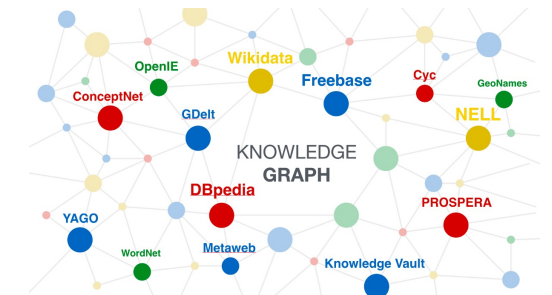 Wikidata
OpenIE
Freebase
Cyc
GeoNames
ConceptNet
GDelt
NELL
KNOWLEDGE
GRAPH
DBpedia
PROSPERA
YAGO
WordNet
Metaweb
Knowledge Vault